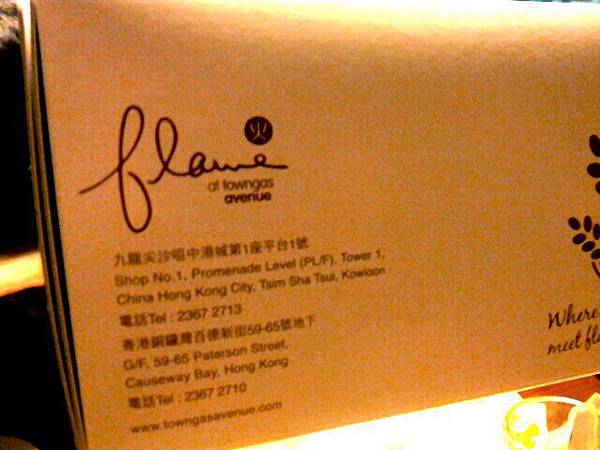 火
flame
at towngas
avenue
九龍尖沙咀中港城第1座平台1號
Shop No.1, Promenade Level (PL/F), Tower 1,
China Hong Kong City, Tsim Sha Tsui, Kowloon
電話Tel : 2367 2713
香港銅鑼灣百德新街59-65號地下
G/F, 59-65 Paterson Street,
Causeway Bay, Hong Kong
電話Tel : 2367 2710
www.towngasavenue.com
Where
meet